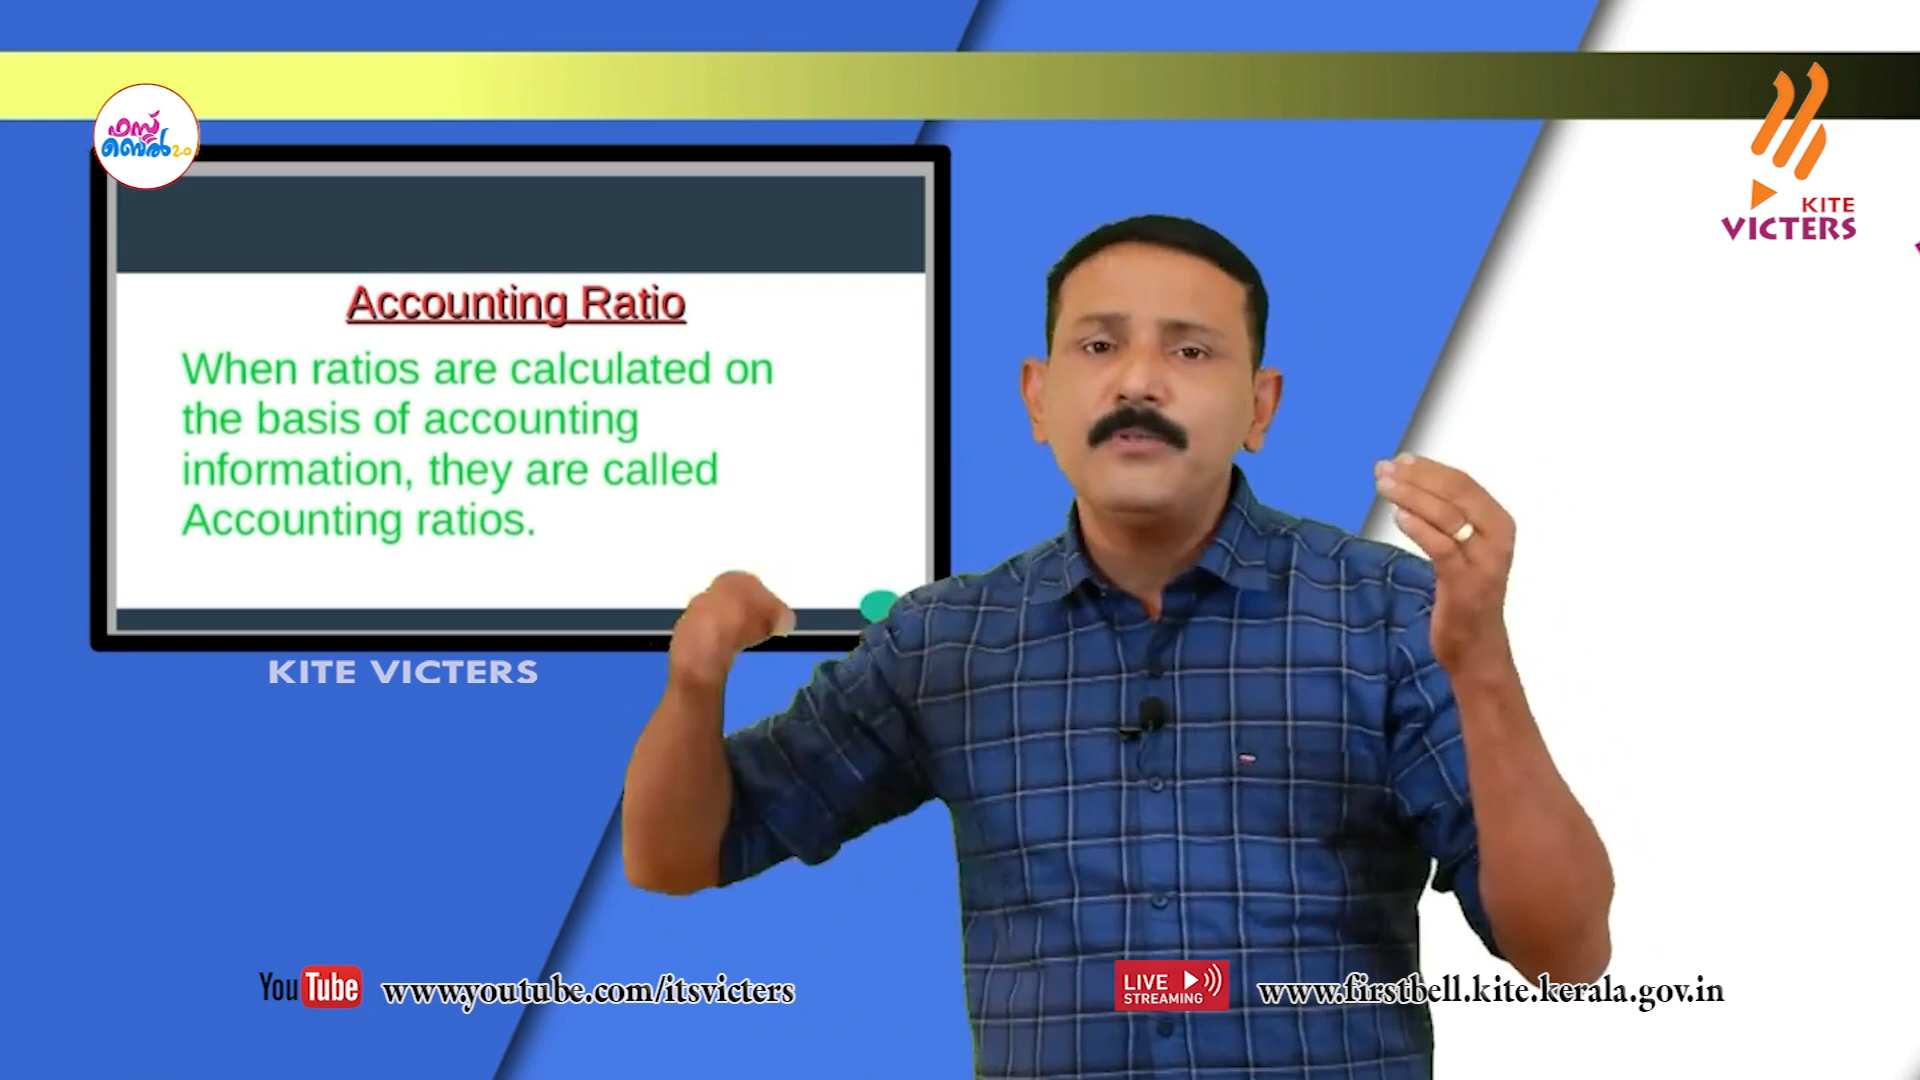 ഫസ്റ്റ്
ബെൽ 2.0
KITE
VICTERS
Accounting Ratio
When ratios are calculated on
the basis of accounting
information, they are called
Accounting ratios.
KITE VICTERS
YouTube www.youtube.com/itsvicters
LIVE
STREAMING
www.firstbell.kite.kerala.gov.in